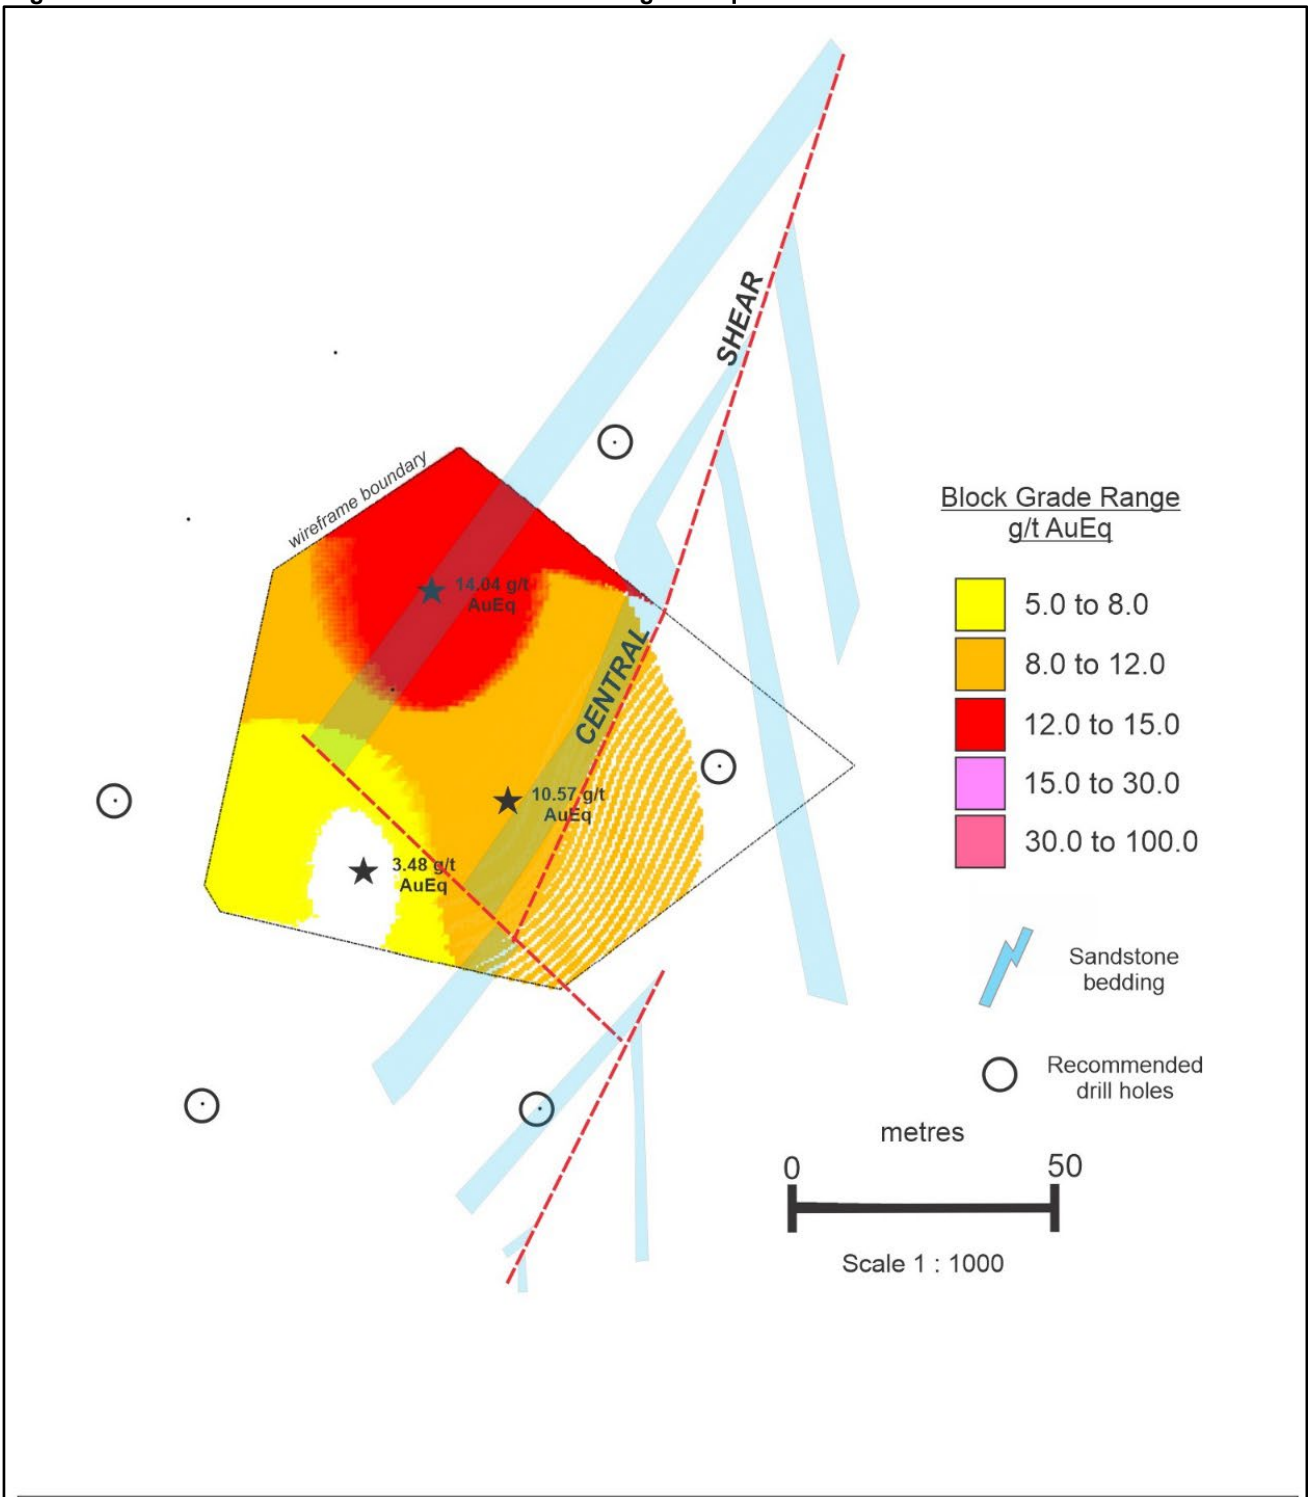 SHEAR
wireframe boundary
14.04 g/t
AuEq
CENTRAL
10.57 g/t
AuEq
3.48 g/t
AuEq
Block Grade Range
g/t AuEq
5.0 to 8.0
8.0 to 12.0
12.0 to 15.0
15.0 to 30.0
30.0 to 100.0
Sandstone
bedding
Recommended
drill holes
metres
0 50
Scale 1 : 1000